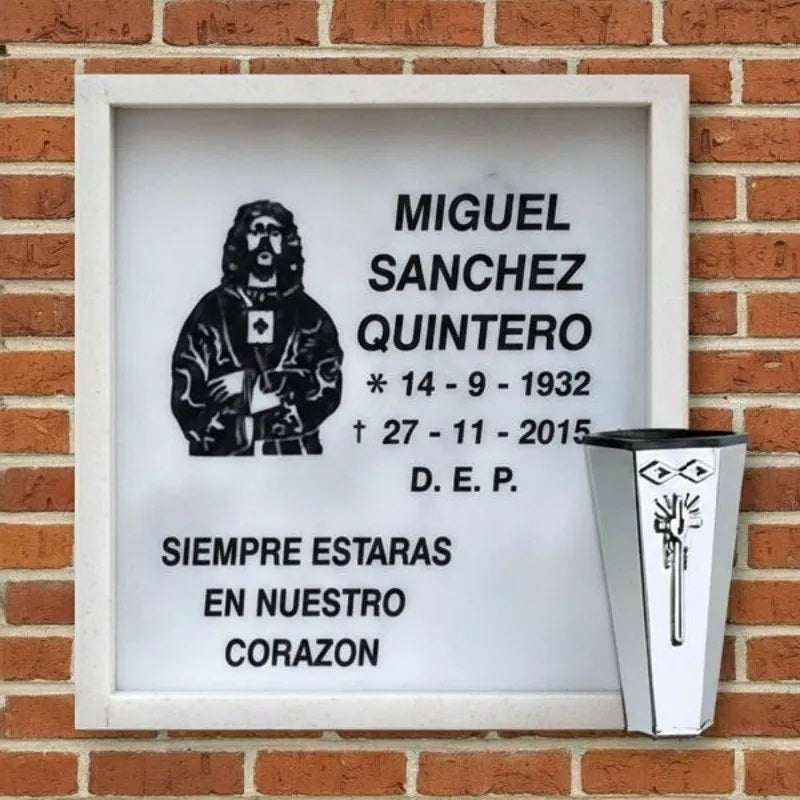 MIGUEL
SANCHEZ
QUINTERO
* 14 - 9 - 1932
† 27 - 11 - 2015
D. E. P.
SIEMPRE ESTARAS
EN NUESTRO
CORAZON